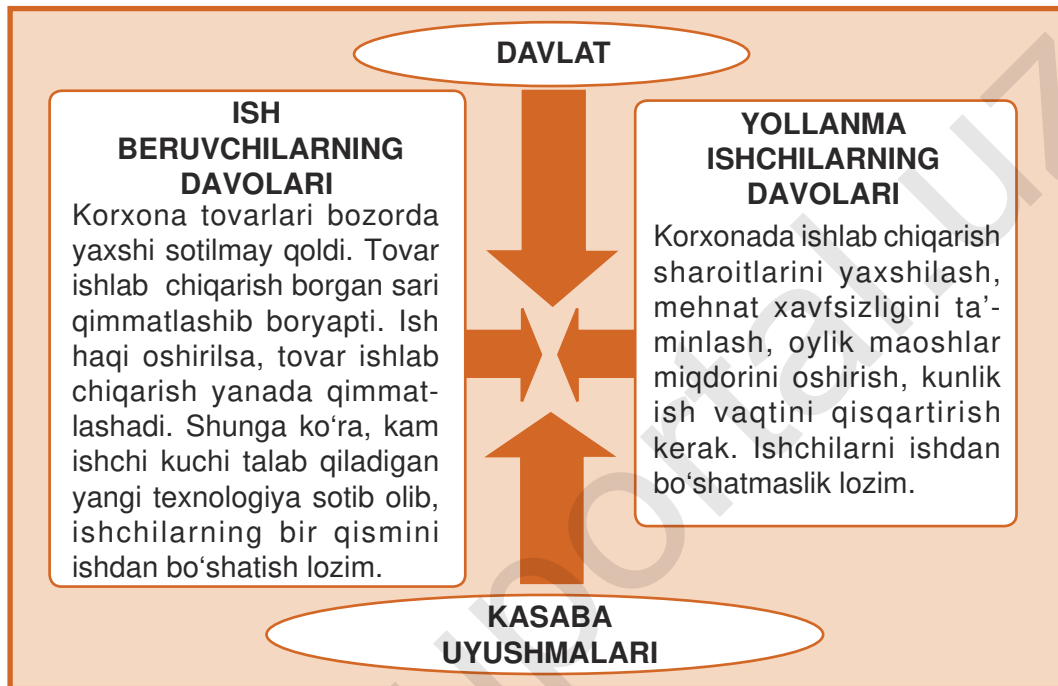 DAVLAT
ISH
BERUVCHILARNING
DAVOLARI
Korxona tovarlari bozorda
yaxshi sotilmay qoldi. Tovar
ishlab chiqarish borgan sari
qimmatlashib boryapti. Ish
haqi oshirilsa, tovar ishlab
chiqarish yanada qimmat-
lashadi. Shunga ko‘ra, kam
ishchi kuchi talab qiladigan
yangi texnologiya sotib olib,
ishchilarning bir qismini
ishdan bo‘shatish lozim.
YOLLANMA
ISHCHILARNING
DAVOLARI
Korxonada ishlab chiqarish
sharoitlarini yaxshilash,
mehnat xavfsizligini ta’-
minlash, oylik maoshlar
miqdorini oshirish, kunlik
ish vaqtini qisqartirish
kerak. Ishchilarni ishdan
bo‘shatmaslik lozim.
KASABA
UYUSHMALARI
uportal.uz